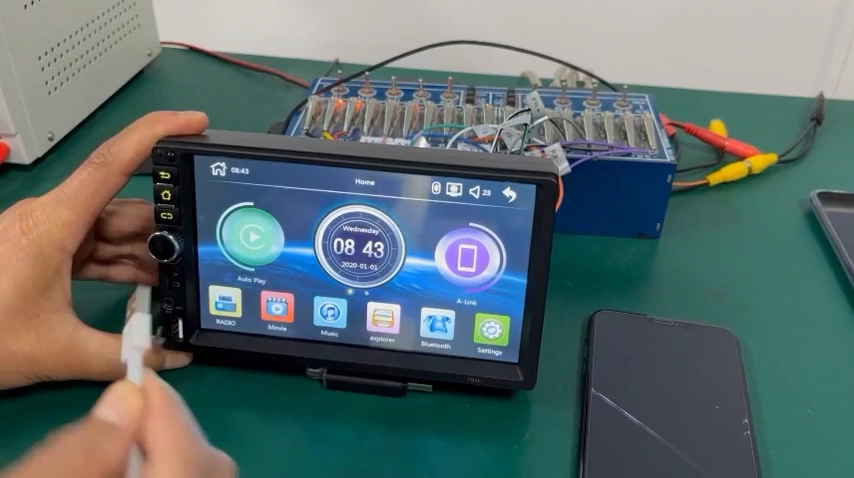 08:43
Home
23
Wednesday
08 43
2020-01-01
Auto Play
A-Link
RADIO
Movie
Music
explorer
Bluetooth
Settings